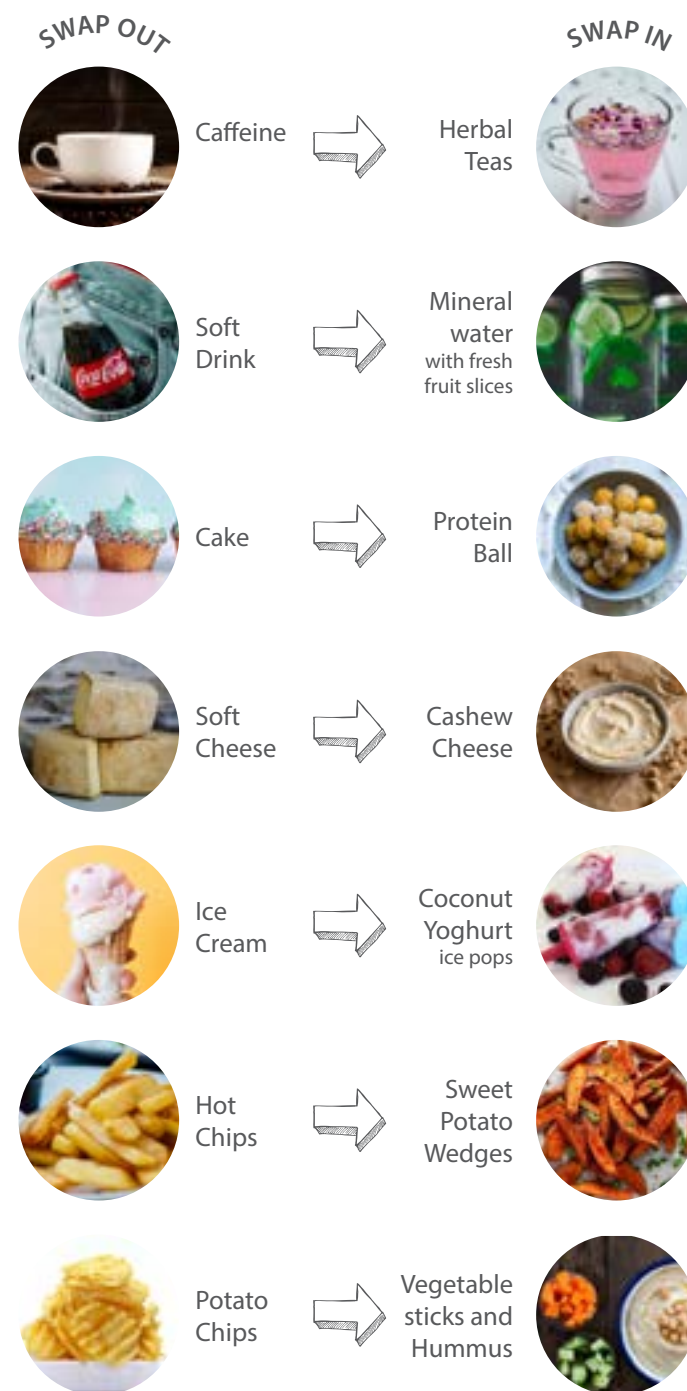 SWAP OUT
SWAP IN
Caffeine
Herbal
Teas
Soft
Drink
Coca-Cola
Mineral
water
with fresh
fruit slices
Cake
Protein
Ball
Soft
Cheese
Cashew
Cheese
Ice
Cream
Coconut
Yoghurt
ice pops
Hot
Chips
Sweet
Potato
Wedges
Potato
Chips
Vegetable
sticks and
Hummus